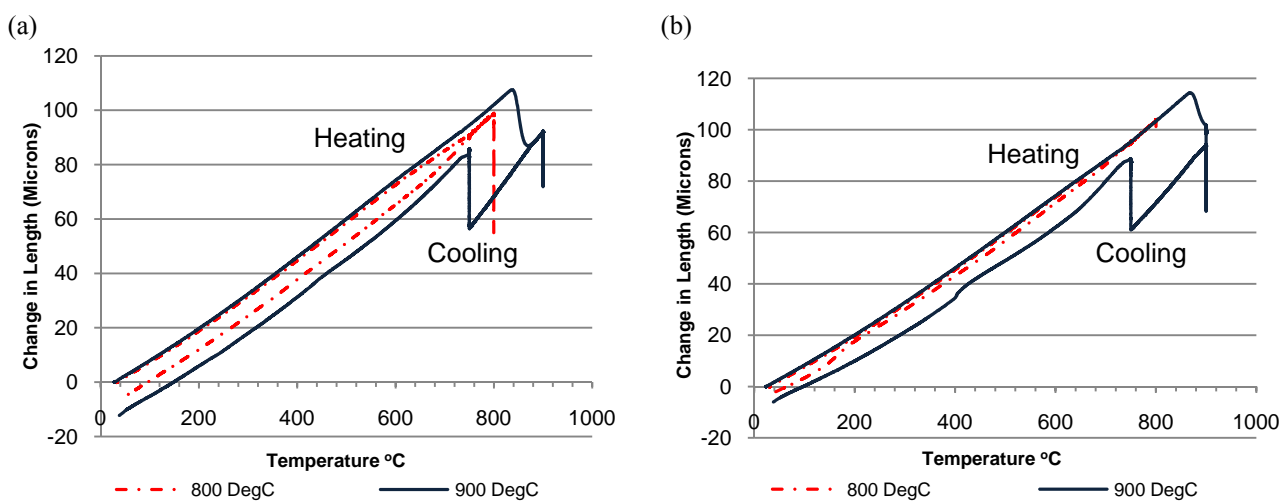 (a)
120
100
80
60
40
20
0
-20
Change in Length (Microns)
Heating
Cooling
0 200 400 600 800 1000
Temperature ᵒC
800 DegC 900 DegC
(b)
120
100
80
60
40
20
0
-20
Change in Length (Microns)
Heating
Cooling
0 200 400 600 800 1000
Temperature ᵒC
800 DegC 900 DegC